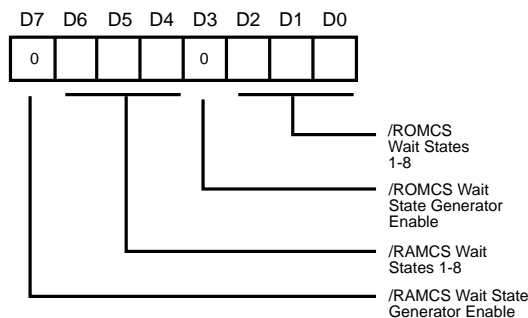 D7 D6 D5 D4 D3 D2 D1 D0
0 0
/ROMCS
Wait States
1-8
/ROMCS Wait
State Generator
Enable
/RAMCS Wait
States 1-8
/RAMCS Wait State
Generator Enable